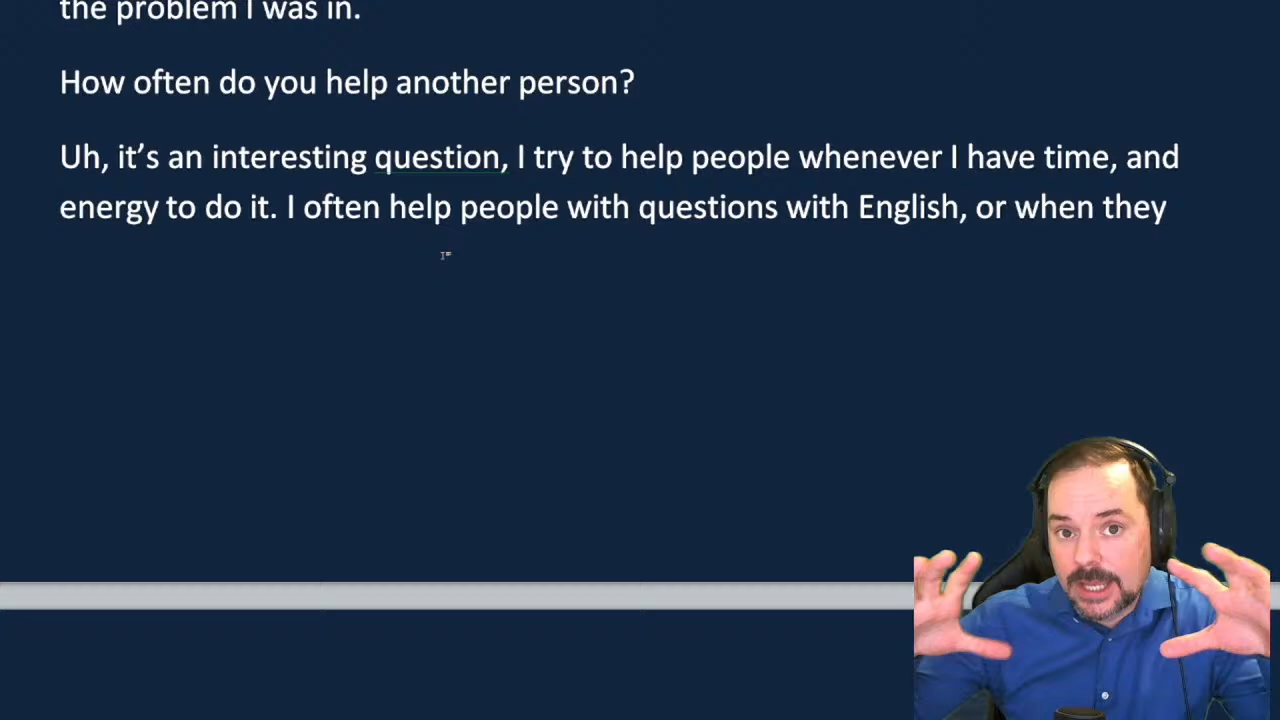 the problem I was in.
How often do you help another person?
Uh, it’s an interesting question, I try to help people whenever I have time, and
energy to do it. I often help people with questions with English, or when they